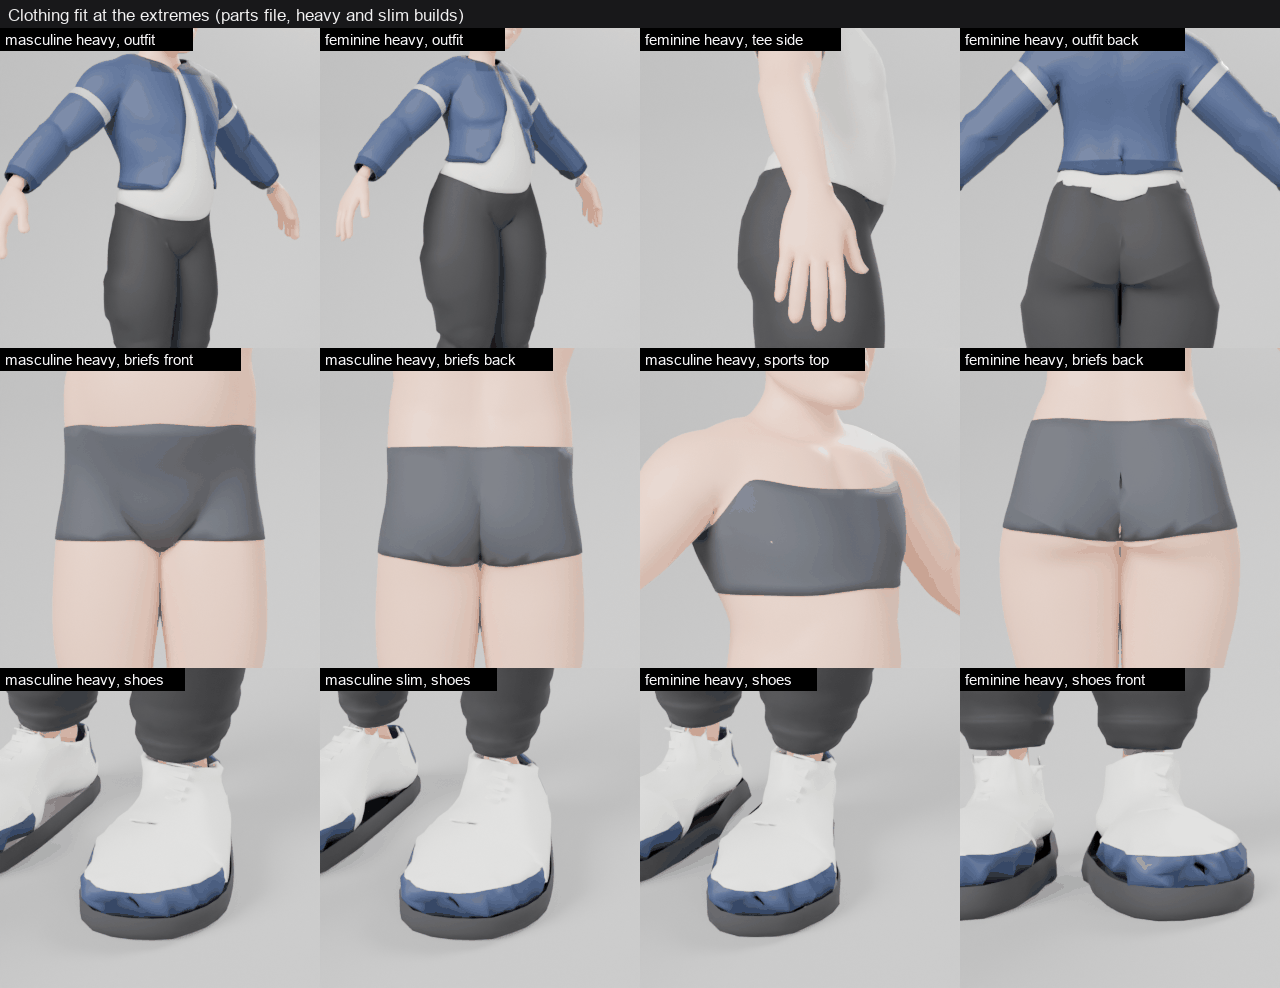 Clothing fit at the extremes (parts file, heavy and slim builds)
masculine heavy, outfit
feminine heavy, outfit
feminine heavy, tee side
feminine heavy, outfit back
masculine heavy, briefs front
masculine heavy, briefs back
masculine heavy, sports top
feminine heavy, briefs back
masculine heavy, shoes
masculine slim, shoes
feminine heavy, shoes
feminine heavy, shoes front